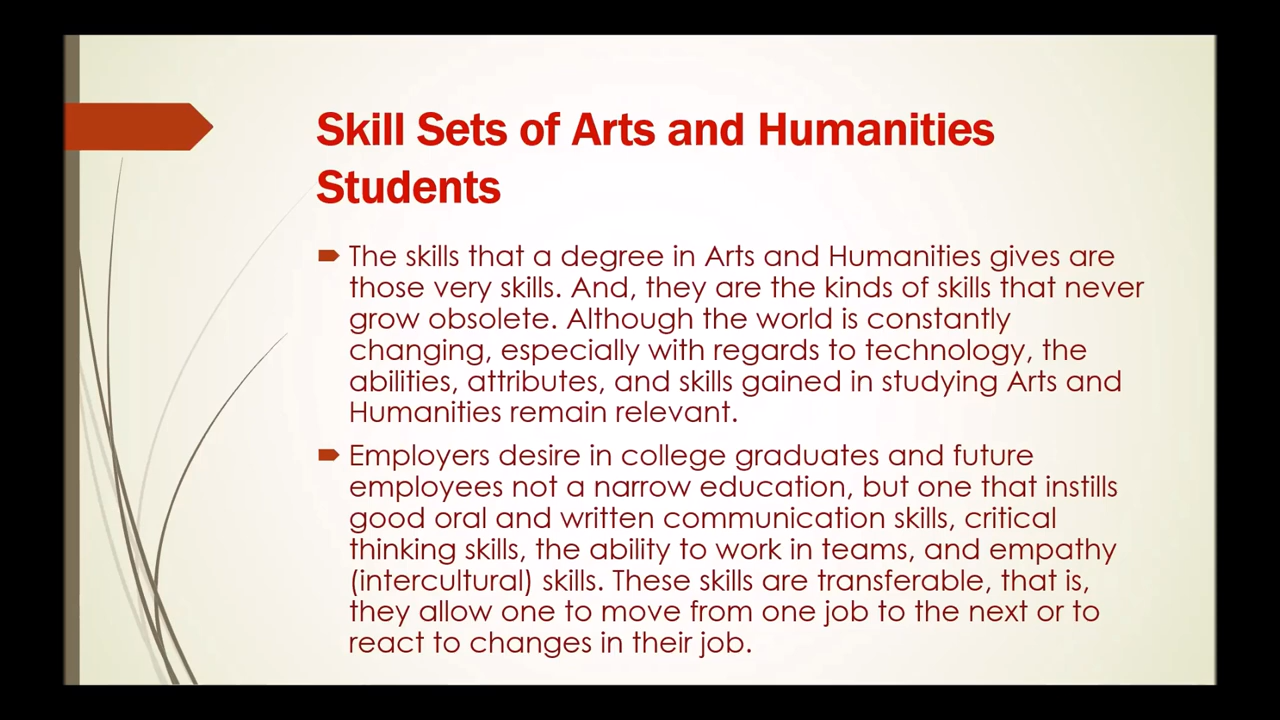 Skill Sets of Arts and Humanities
Students
The skills that a degree in Arts and Humanities gives are
those very skills. And, they are the kinds of skills that never
grow obsolete. Although the world is constantly
changing, especially with regards to technology, the
abilities, attributes, and skills gained in studying Arts and
Humanities remain relevant.
Employers desire in college graduates and future
employees not a narrow education, but one that instills
good oral and written communication skills, critical
thinking skills, the ability to work in teams, and empathy
(intercultural) skills. These skills are transferable, that is,
they allow one to move from one job to the next or to
react to changes in their job.